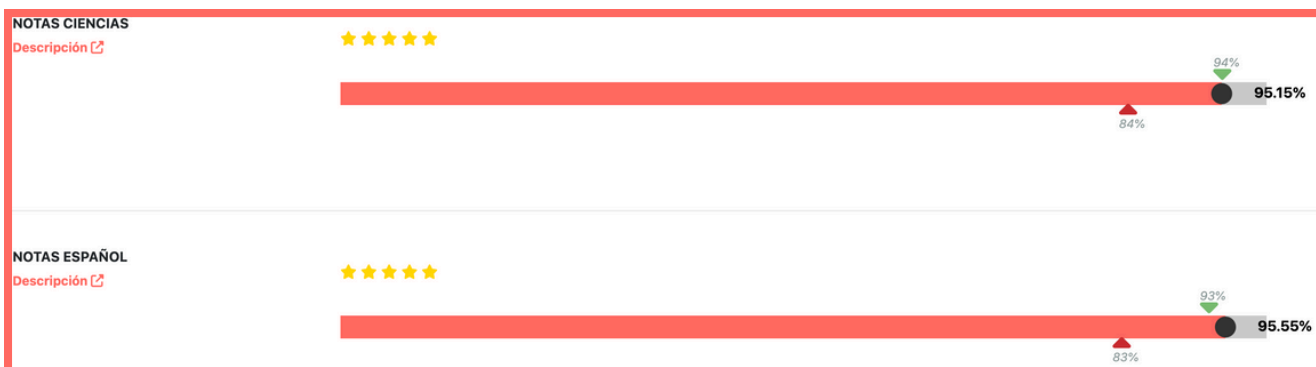 NOTAS CIENCIAS
Descripción
94%
95.15%
84%
NOTAS ESPAÑOL
Descripción
93%
95.55%
83%